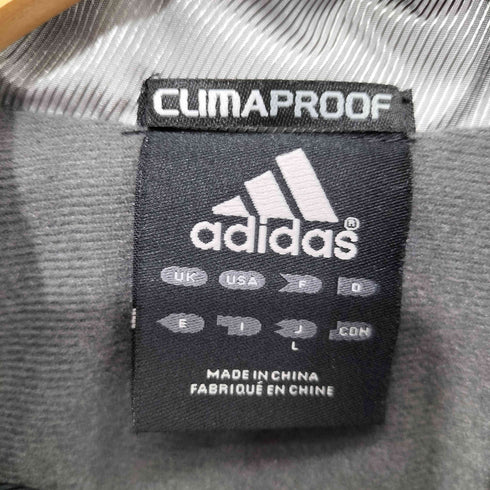 CLIMAPROOF
adidas®
UK USA F D
E I J CDN
L
MADE IN CHINA
FABRIQUÉ EN CHINE